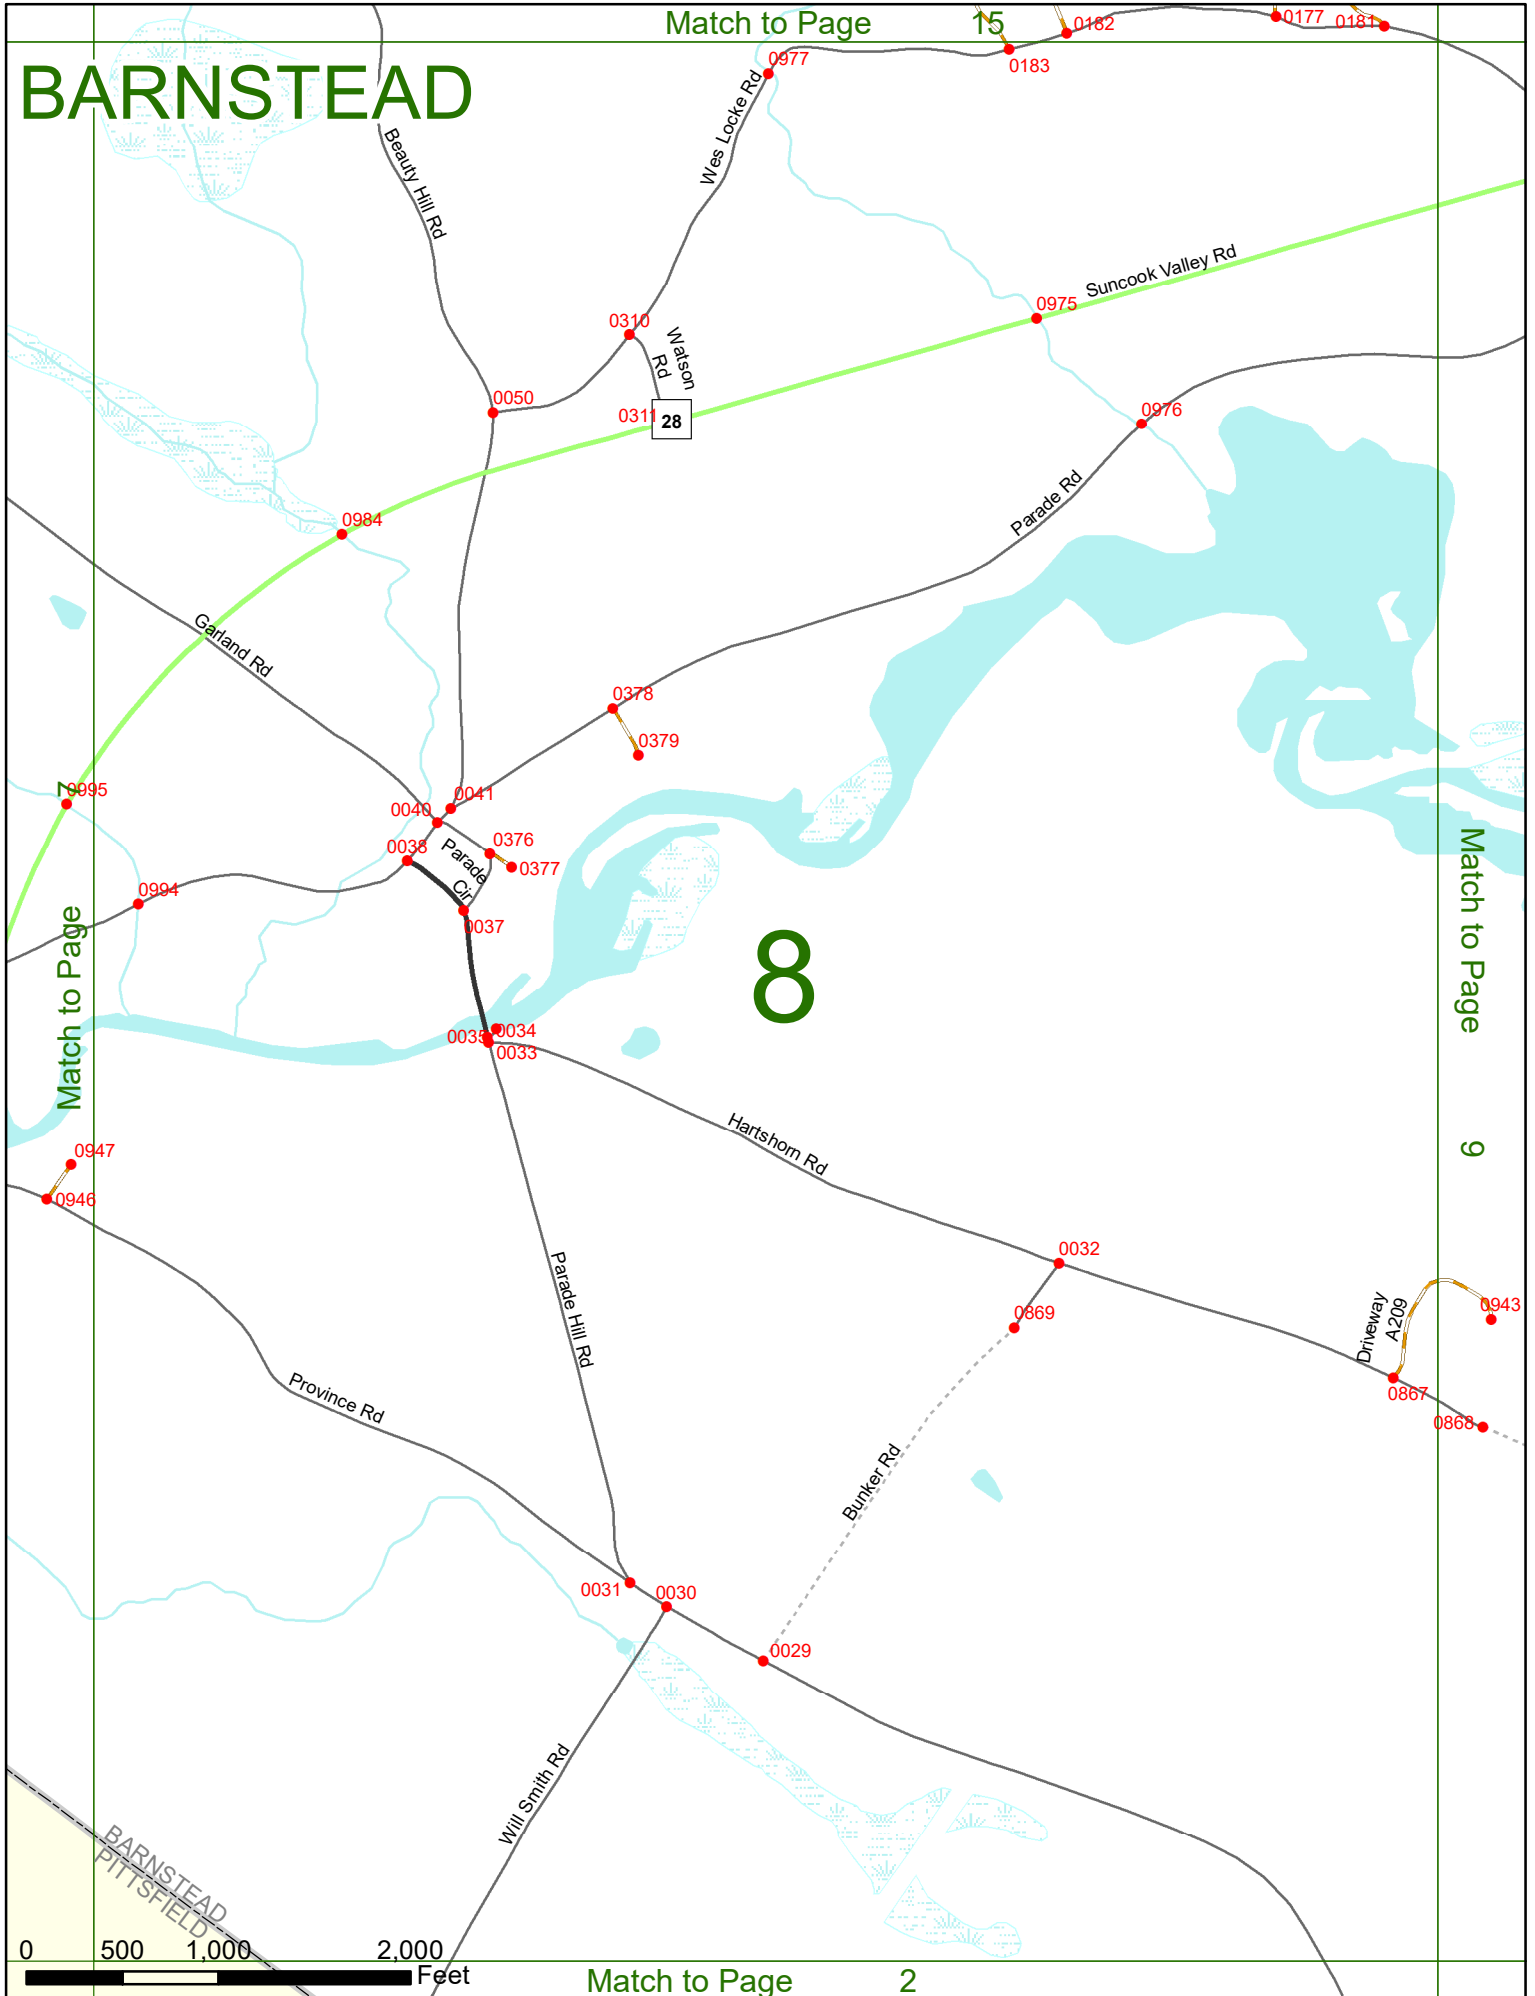 Match to Page 15
BARNSTEAD
0182
0177
0181
0183
0977
Wes Locke Rd
Beauty Hill Rd
Suncook Valley Rd
0975
0310
Watson
Rd
0050
0311
28
0976
Parade Rd
0984
Garland Rd
0378
0379
7
0995
0041
0040
0376
0038
Parade
Cir
0377
0994
0037
Match to Page
Match to Page
8
0034
0035
0033
Hartshorn Rd
9
0947
0946
0032
Parade Hill Rd
0869
Driveway
A209
0943
0867
0868
Province Rd
Bunker Rd
0031
0030
0029
Will Smith Rd
BARNSTEAD
PITTSFIELD
0 500 1,000 2,000
Feet
Match to Page 2